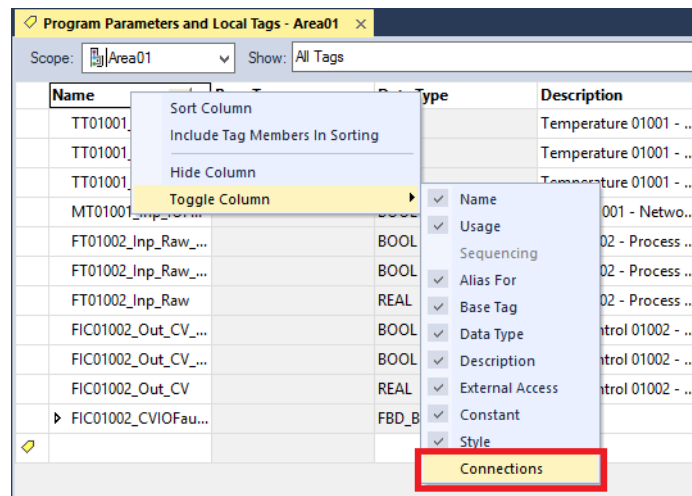 Program Parameters and Local Tags - Area01
Scope: Area01 Show: All Tags
Name Type Description
Sort Column
Include Tag Members In Sorting
Hide Column
Toggle Column
Name
Usage
Sequencing
Alias For
Base Tag
Data Type
Description
External Access
Constant
Style
Connections
TT01001_ Temperature 01001 - ...
TT01001_ Temperature 01001 - ...
TT01001_ Temperature 01001 - ...
001 - Netwo...
FT01002_Inp_Raw_... BOOL 02 - Process ...
FT01002_Inp_Raw_... BOOL 02 - Process ...
FT01002_Inp_Raw REAL 02 - Process ...
FIC01002_Out_CV_... BOOL ntrol 01002 - ...
FIC01002_Out_CV_... BOOL ntrol 01002 - ...
FIC01002_Out_CV REAL ntrol 01002 - ...
FIC01002_CVIOFau... FBD_B